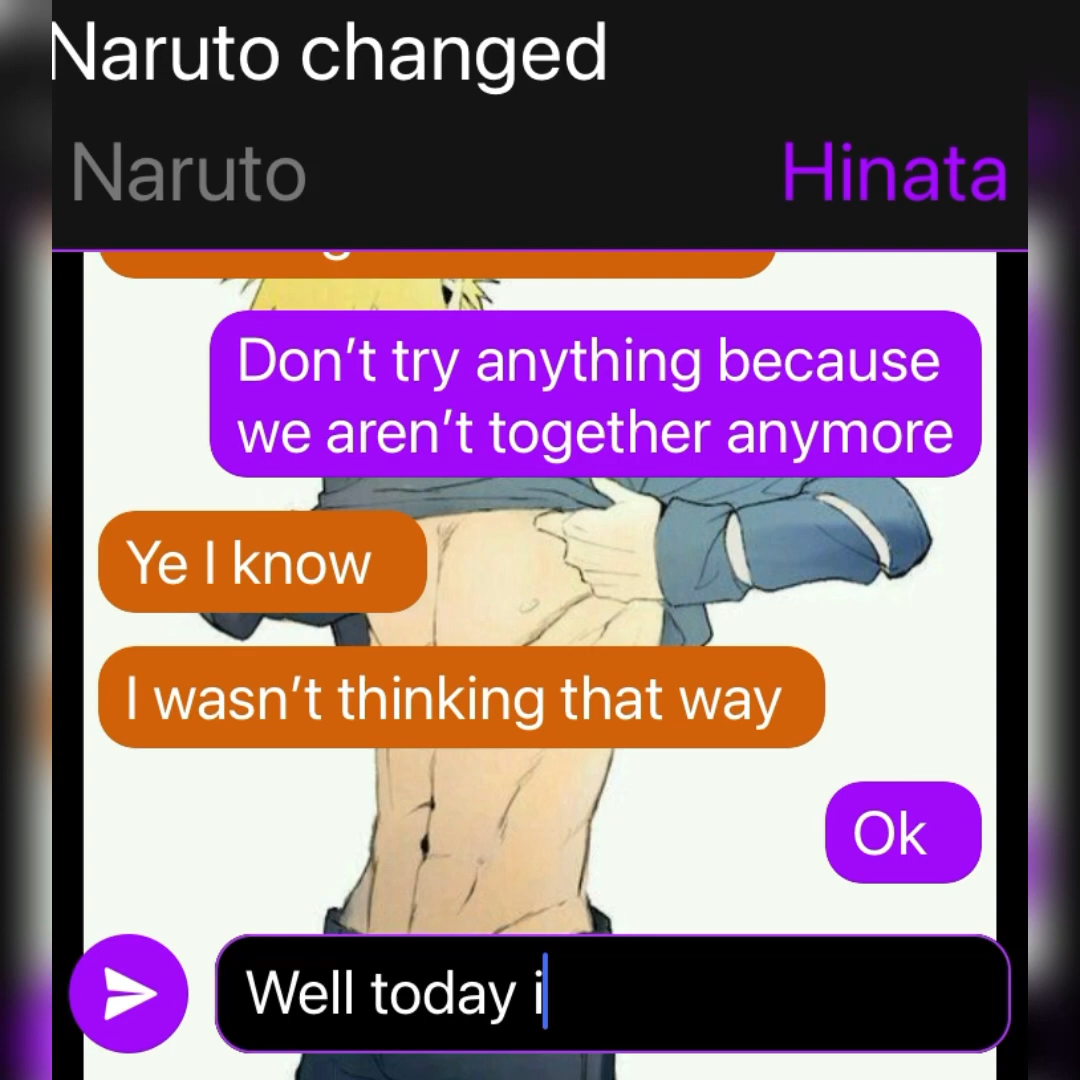 Naruto changed
Naruto
Hinata
Don’t try anything because
we aren’t together anymore
Ye I know
I wasn’t thinking that way
Ok
Well today i